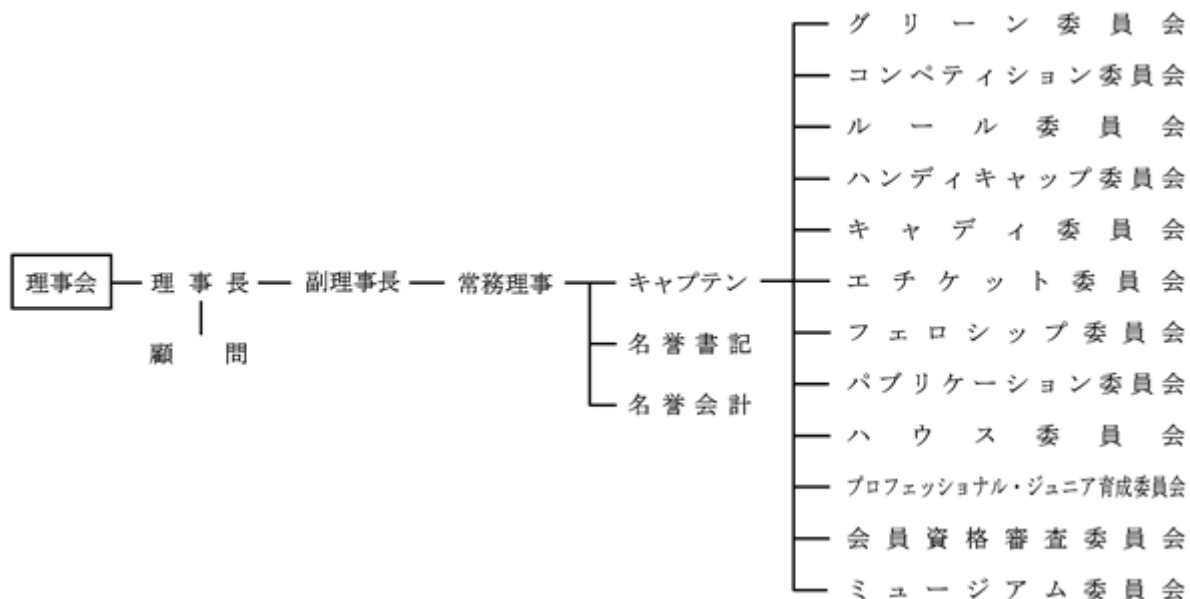 理事会
理事長
顧問
副理事長
常務理事
キャプテン
名誉書記
名誉会計
グリーン委員会
コンペティション委員会
ルール委員会
ハンディキャップ委員会
キャディ委員会
エチケット委員会
フェロシップ委員会
パブリケーション委員会
ハウス委員会
プロフェッショナル・ジュニア育成委員会
会員資格審査委員会
ミュージアム委員会